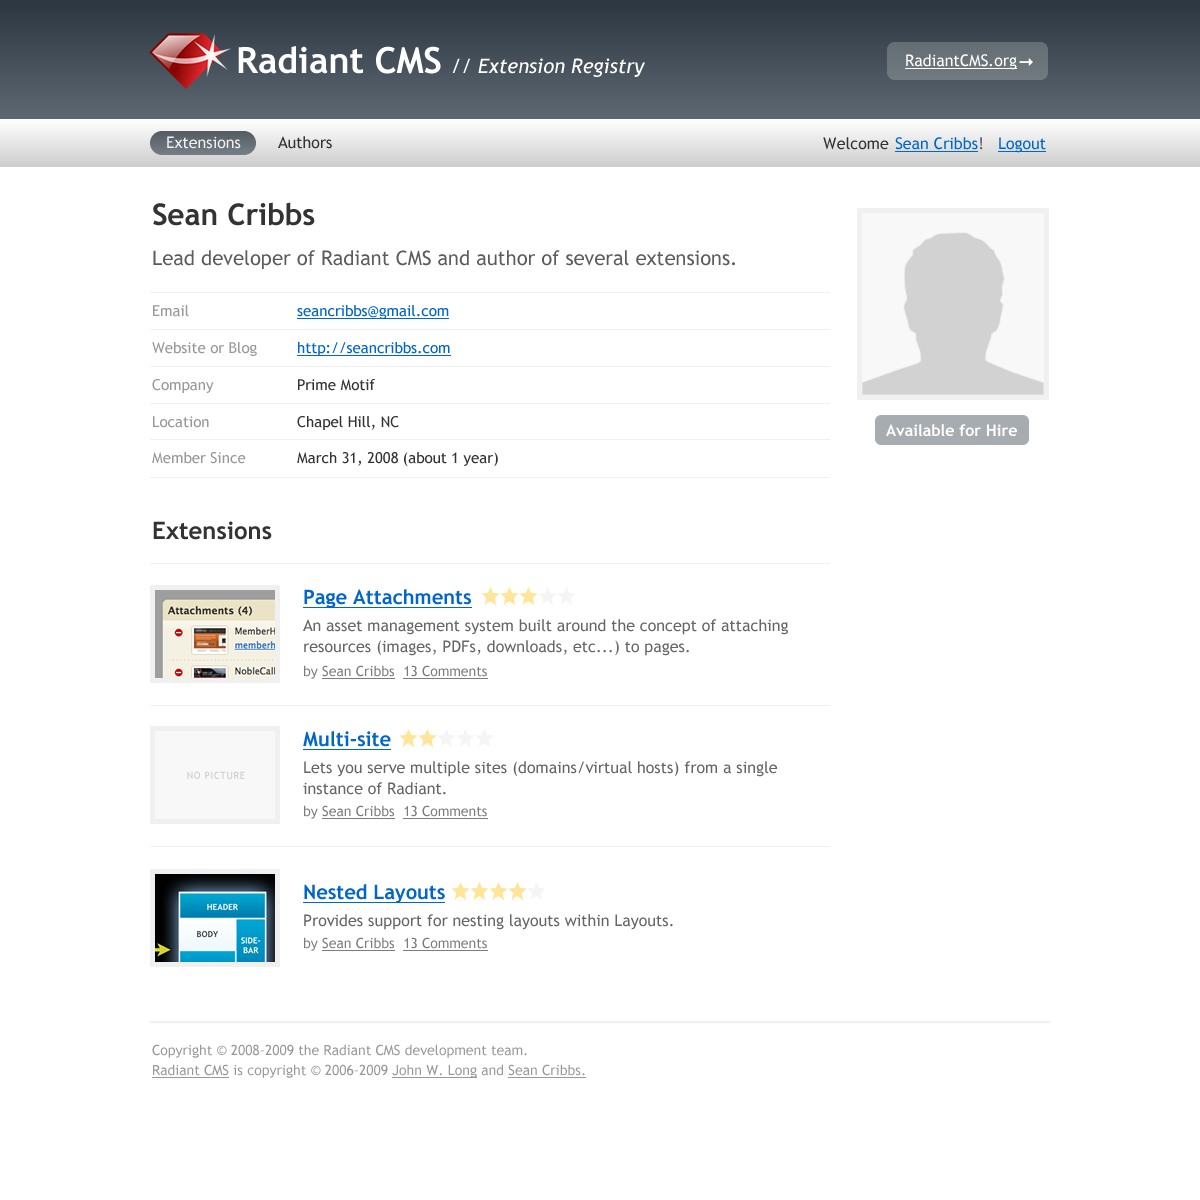 Radiant CMS // Extension Registry
RadiantCMS.org→
Extensions
Authors
Welcome Sean Cribbs! Logout
Sean Cribbs
Lead developer of Radiant CMS and author of several extensions.
Email seancribbs@gmail.com
Website or Blog http://seancribbs.com
Company Prime Motif
Location Chapel Hill, NC
Member Since March 31, 2008 (about 1 year)
Available for Hire
Extensions
Attachments (4)
MemberH
memberh
NobleCall
Page Attachments
An asset management system built around the concept of attaching
resources (images, PDFs, downloads, etc...) to pages.
by Sean Cribbs 13 Comments
NO PICTURE
Multi-site
Lets you serve multiple sites (domains/virtual hosts) from a single
instance of Radiant.
by Sean Cribbs 13 Comments
HEADER
BODY
SIDE-
BAR
Nested Layouts
Provides support for nesting layouts within Layouts.
by Sean Cribbs 13 Comments
Copyright © 2008-2009 the Radiant CMS development team.
Radiant CMS is copyright © 2006-2009 John W. Long and Sean Cribbs.